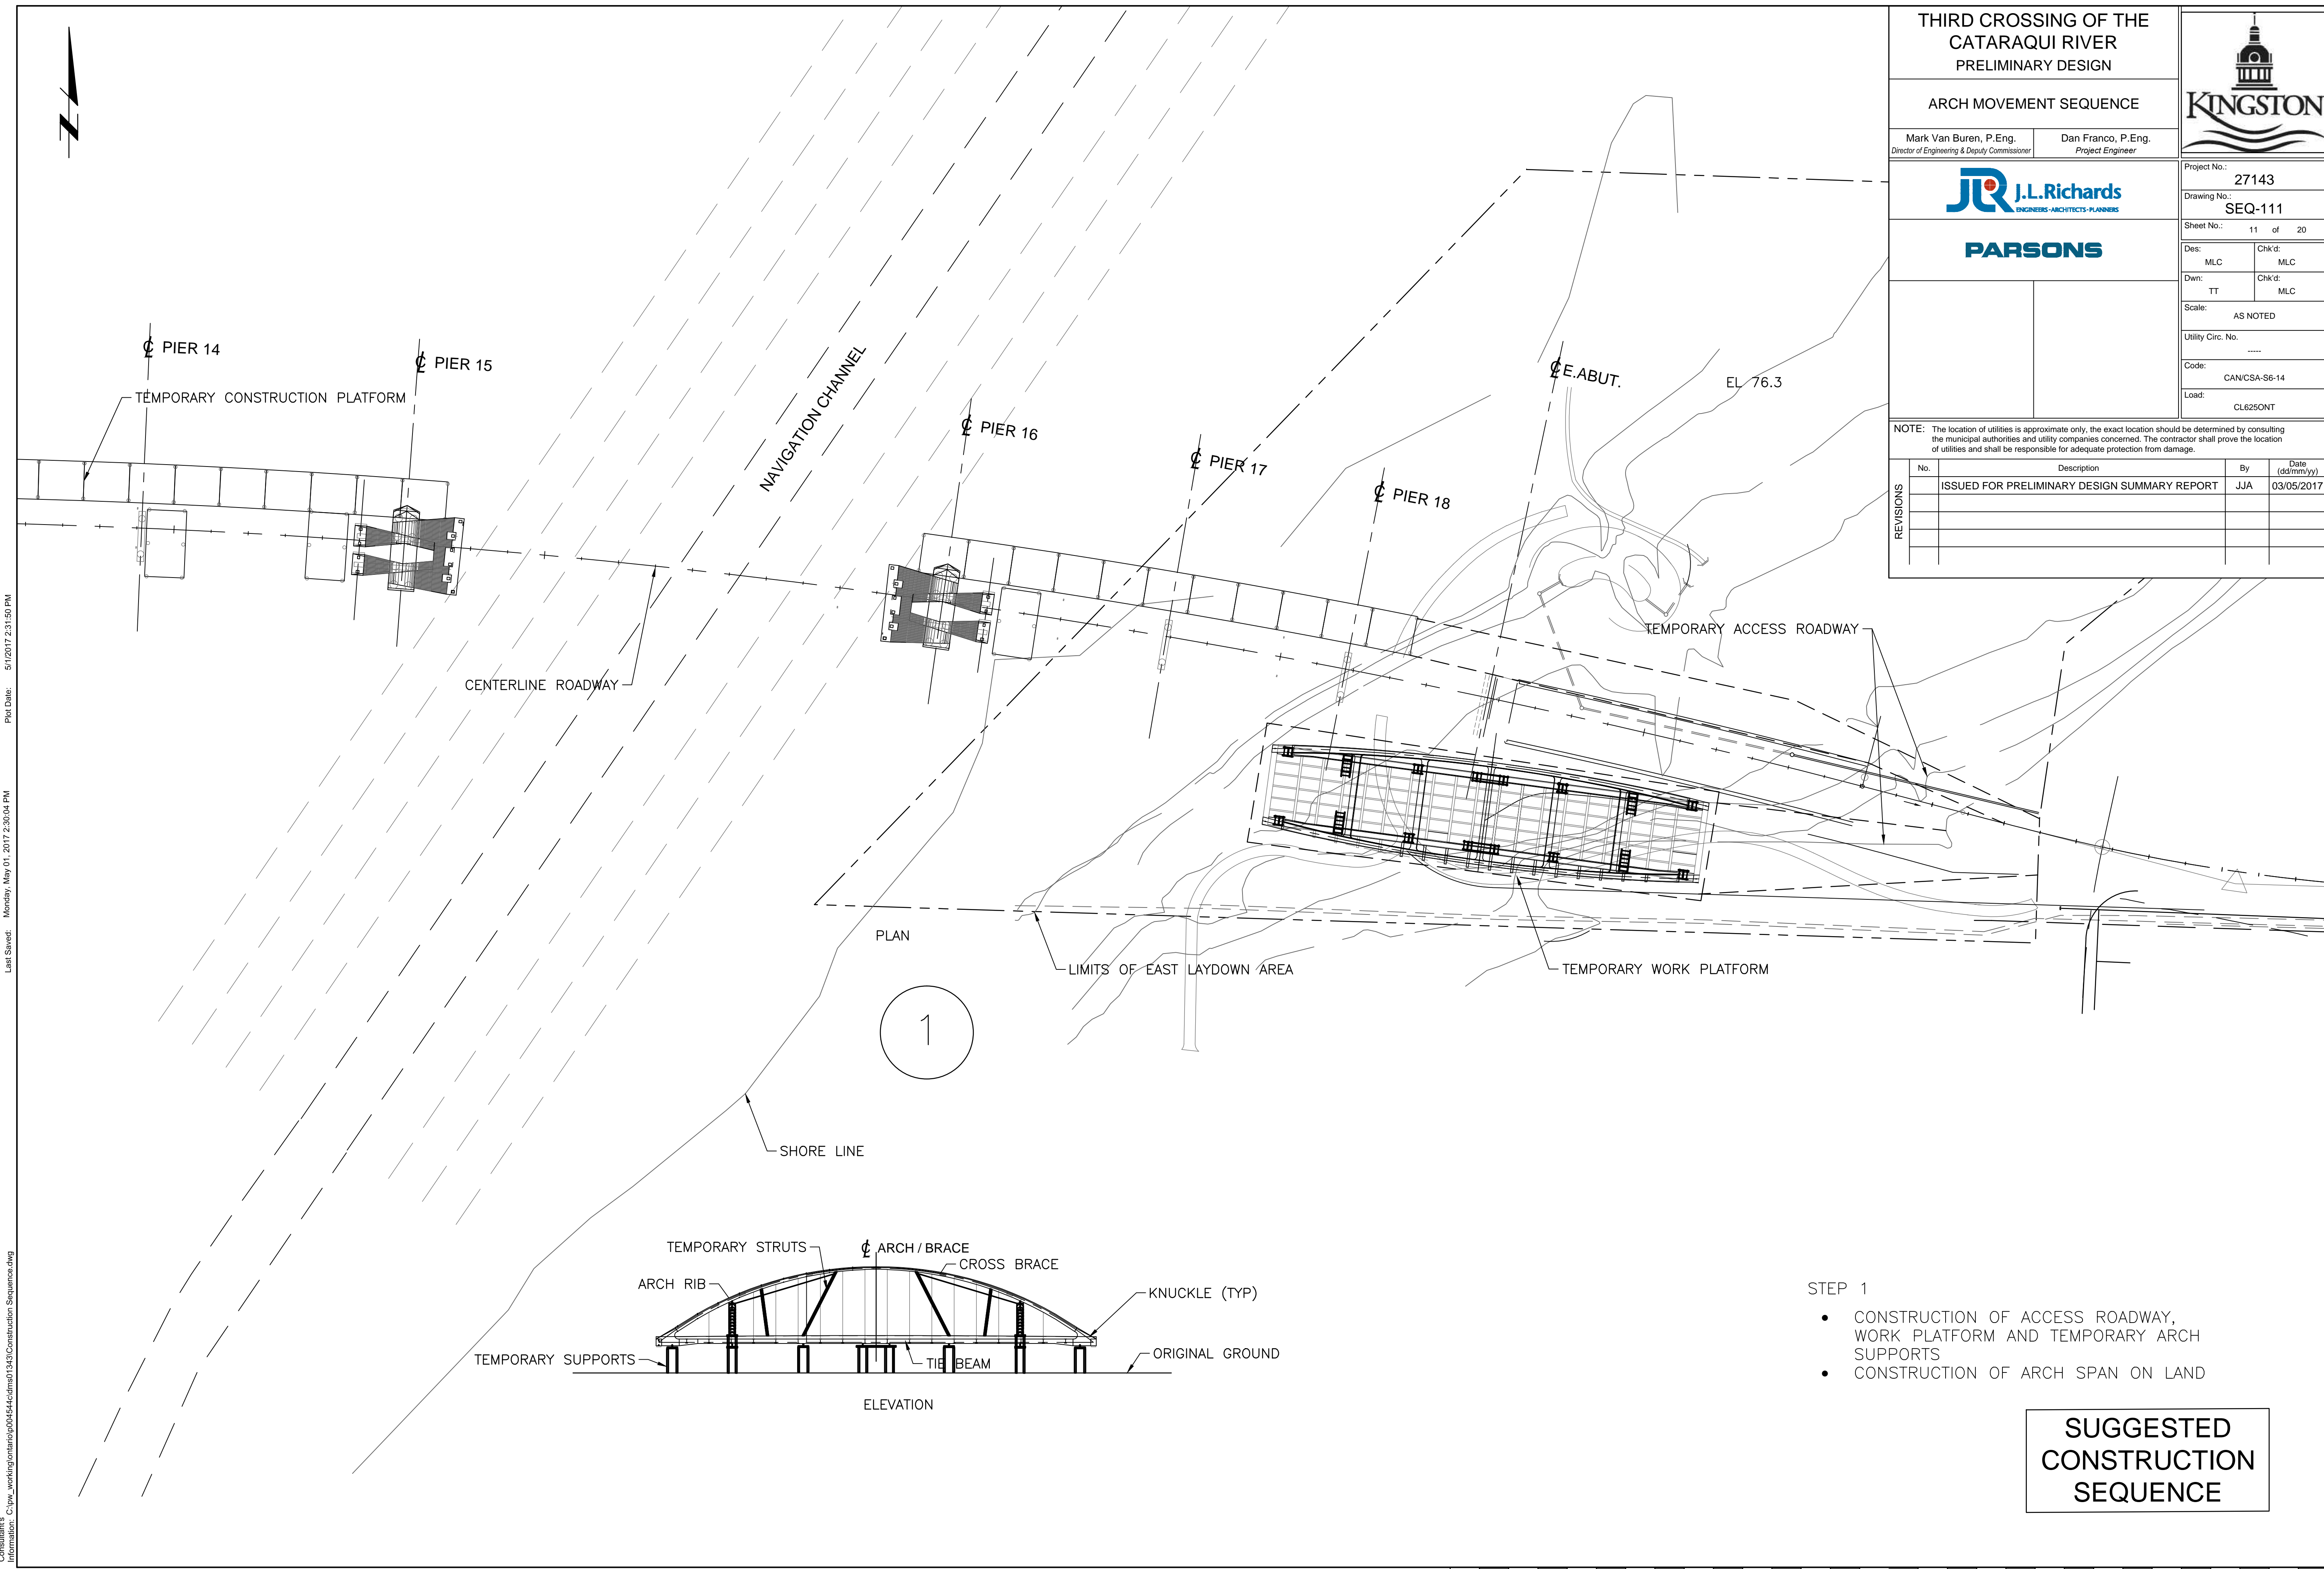 THIRD CROSSING OF THE
CATARAQUI RIVER
PRELIMINARY DESIGN
ARCH MOVEMENT SEQUENCE
Mark Van Buren, P.Eng.
Director of Engineering & Deputy Commissioner
Dan Franco, P.Eng.
Project Engineer
KINGSTON
JLR J.L.Richards
ENGINEERS·ARCHITECTS·PLANNERS
PARSONS
Project No.:
27143
Drawing No.:
SEQ-111
Sheet No.: 11 of 20
Des: Chk'd:
MLC MLC
Dwn: Chk'd:
TT MLC
Scale:
AS NOTED
Utility Circ. No.
-----
Code:
CAN/CSA-S6-14
Load:
CL625ONT
NOTE: The location of utilities is approximate only, the exact location should be determined by consulting
the municipal authorities and utility companies concerned. The contractor shall prove the location
of utilities and shall be responsible for adequate protection from damage.
REVISIONS
No. Description By Date
(dd/mm/yy)
ISSUED FOR PRELIMINARY DESIGN SUMMARY REPORT JJA 03/05/2017
N
℄ PIER 14
℄ PIER 15
TEMPORARY CONSTRUCTION PLATFORM
NAVIGATION CHANNEL
℄ PIER 16
℄ PIER 17
℄ PIER 18
℄ E.ABUT.
EL 76.3
CENTERLINE ROADWAY
TEMPORARY ACCESS ROADWAY
PLAN
LIMITS OF EAST LAYDOWN AREA
TEMPORARY WORK PLATFORM
1
SHORE LINE
TEMPORARY STRUTS
℄ ARCH / BRACE
CROSS BRACE
ARCH RIB
KNUCKLE (TYP)
TEMPORARY SUPPORTS
TIE BEAM
ORIGINAL GROUND
ELEVATION
STEP 1
• CONSTRUCTION OF ACCESS ROADWAY,
WORK PLATFORM AND TEMPORARY ARCH
SUPPORTS
• CONSTRUCTION OF ARCH SPAN ON LAND
SUGGESTED
CONSTRUCTION
SEQUENCE
Plot Date: 5/1/2017 2:31:50 PM
Last Saved: Monday, May 01, 2017 2:30:04 PM
Consultant's
Information: C:\pw_working\ontario\p004544c\dms01343\Construction Sequence.dwg